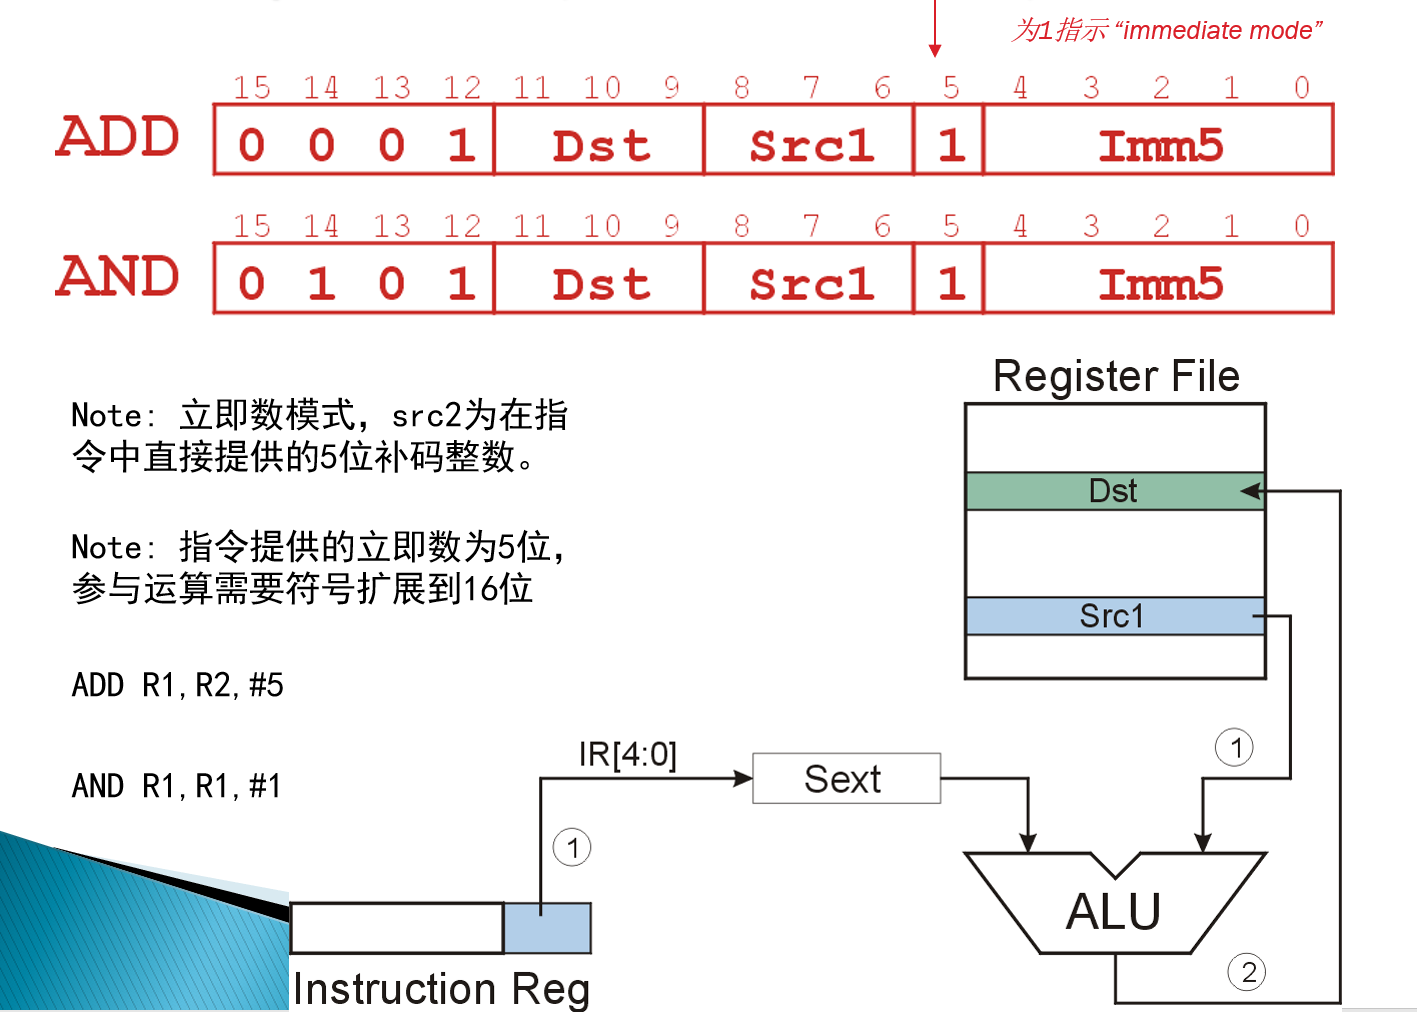 为1指示 “immediate mode”
15 14 13 12 11 10 9 8 7 6 5 4 3 2 1 0
ADD 0 0 0 1 Dst Src1 1 Imm5
15 14 13 12 11 10 9 8 7 6 5 4 3 2 1 0
AND 0 1 0 1 Dst Src1 1 Imm5
Note: 立即数模式，src2为在指
令中直接提供的5位补码整数。
Note: 指令提供的立即数为5位，
参与运算需要符号扩展到16位
ADD R1,R2,#5
AND R1,R1,#1
Register File
Dst
Src1
1
IR[4:0]
Sext
1
ALU
2
Instruction Reg